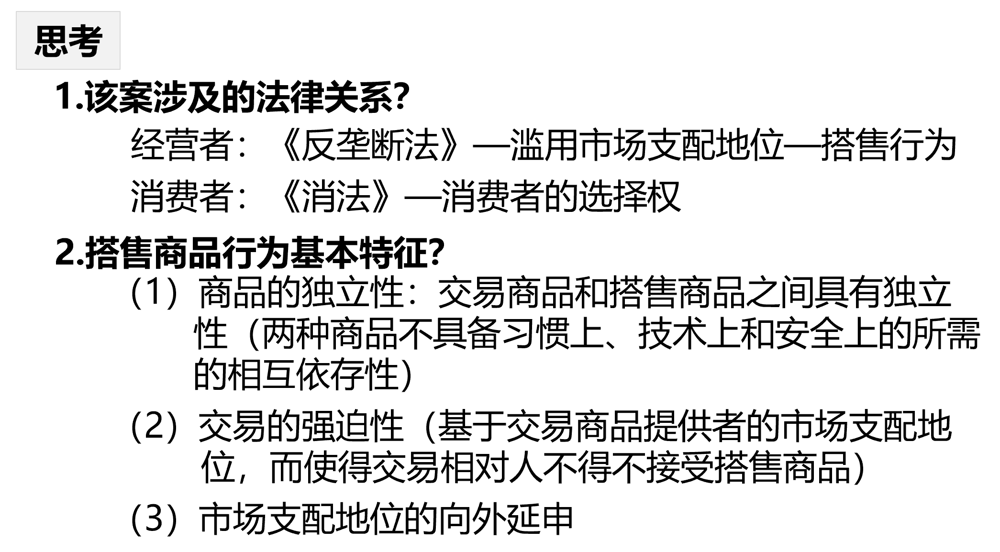 思考
1.该案涉及的法律关系？
经营者：《反垄断法》—滥用市场支配地位—搭售行为
消费者：《消法》—消费者的选择权
2.搭售商品行为基本特征？
（1）商品的独立性：交易商品和搭售商品之间具有独立
性（两种商品不具备习惯上、技术上和安全上的所需
的相互依存性）
（2）交易的强迫性（基于交易商品提供者的市场支配地
位，而使得交易相对人不得不接受搭售商品）
（3）市场支配地位的向外延申